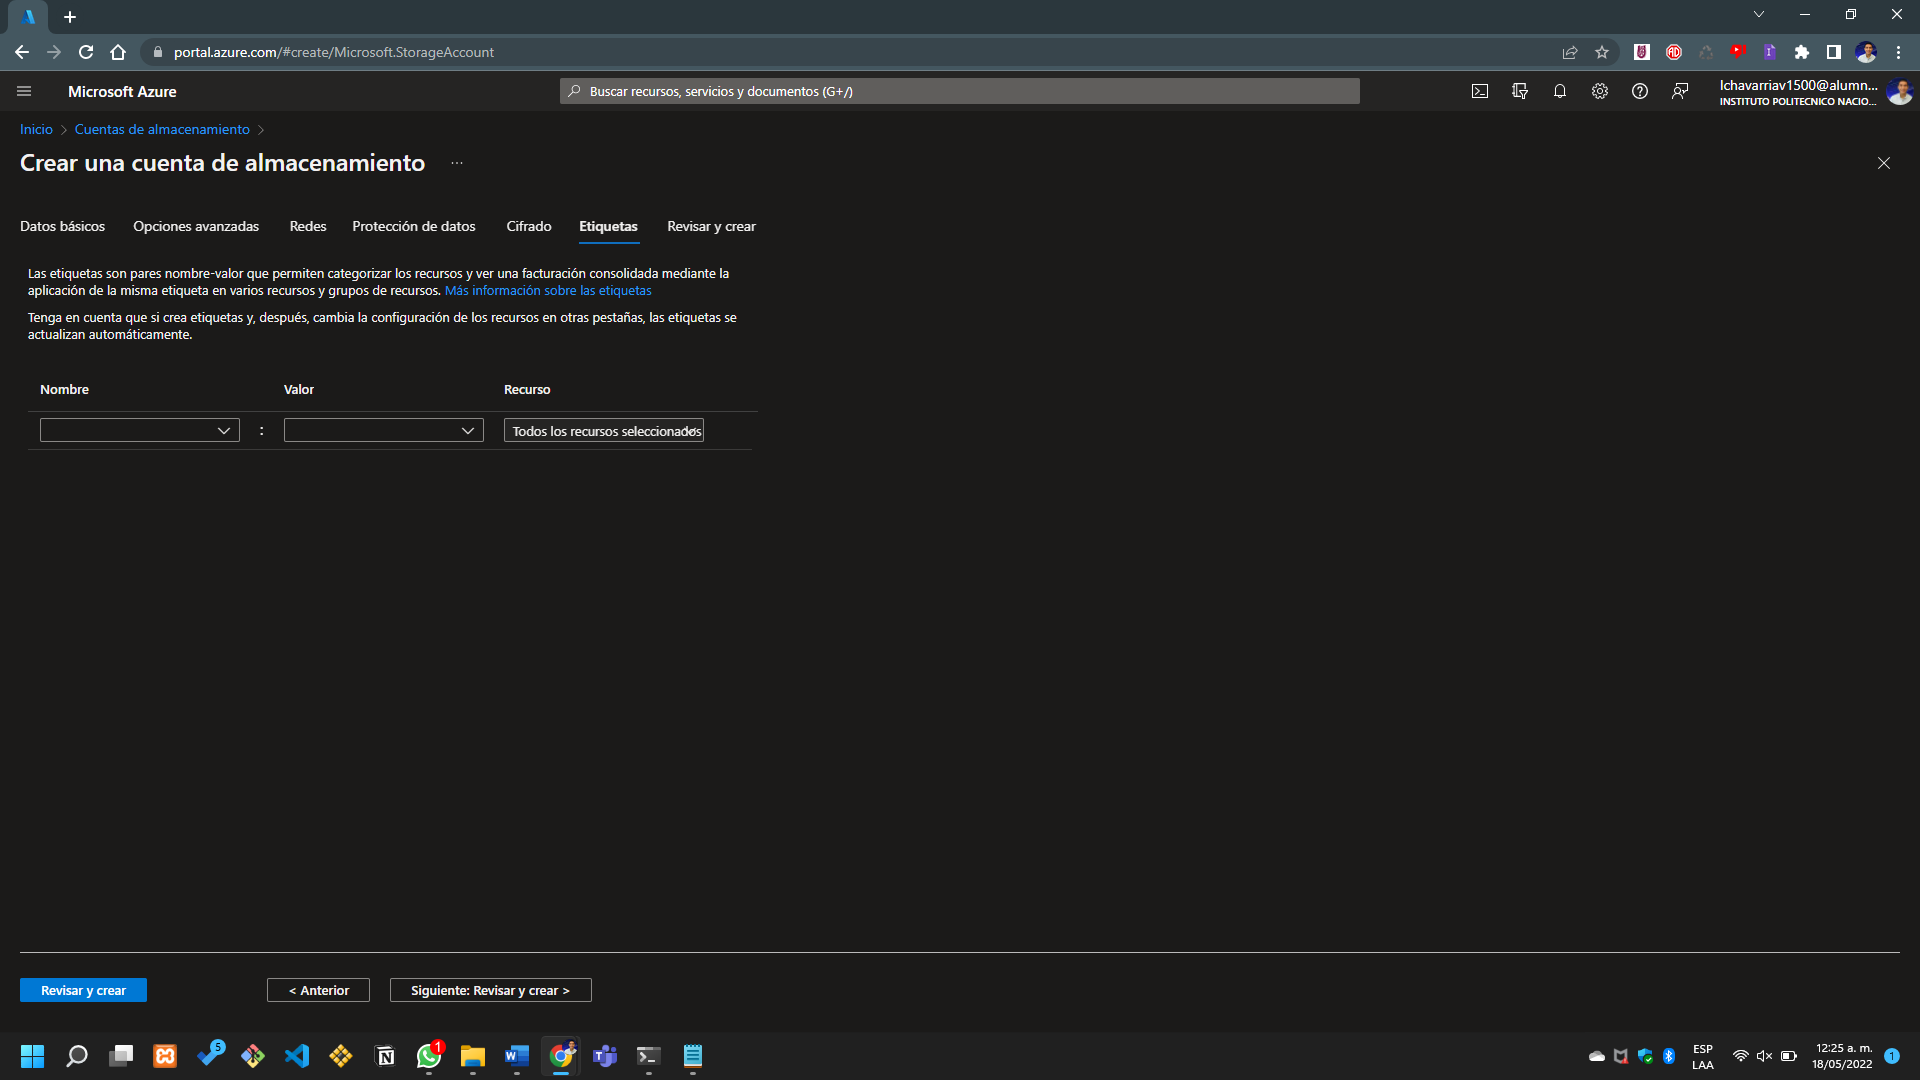 portal.azure.com/#create/Microsoft.StorageAccount
Microsoft Azure
Buscar recursos, servicios y documentos (G+/)
lchavarriav1500@alumn...
INSTITUTO POLITECNICO NACIO...
Inicio > Cuentas de almacenamiento >
Crear una cuenta de almacenamiento ...
Datos básicos Opciones avanzadas Redes Protección de datos Cifrado Etiquetas Revisar y crear
Las etiquetas son pares nombre-valor que permiten categorizar los recursos y ver una facturación consolidada mediante la
aplicación de la misma etiqueta en varios recursos y grupos de recursos. Más información sobre las etiquetas
Tenga en cuenta que si crea etiquetas y, después, cambia la configuración de los recursos en otras pestañas, las etiquetas se
actualizan automáticamente.
Nombre Valor Recurso
: Todos los recursos seleccionados
Revisar y crear < Anterior Siguiente: Revisar y crear >
5
1
ESP
LAA
12:25 a. m.
18/05/2022
1